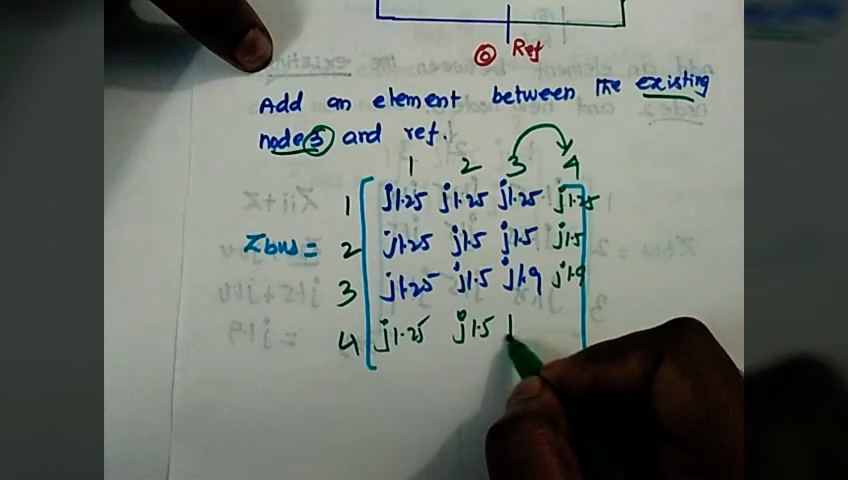 ⓪ Ref
Add an element between the existing
node ③ and ref.
1 2 3 4
1 j1.25 j1.25 j1.25 j1.25
Zbus = 2 j1.25 j1.5 j1.5 j1.5
3 j1.25 j1.5 j1.9 j1.9
4 j1.25 j1.5